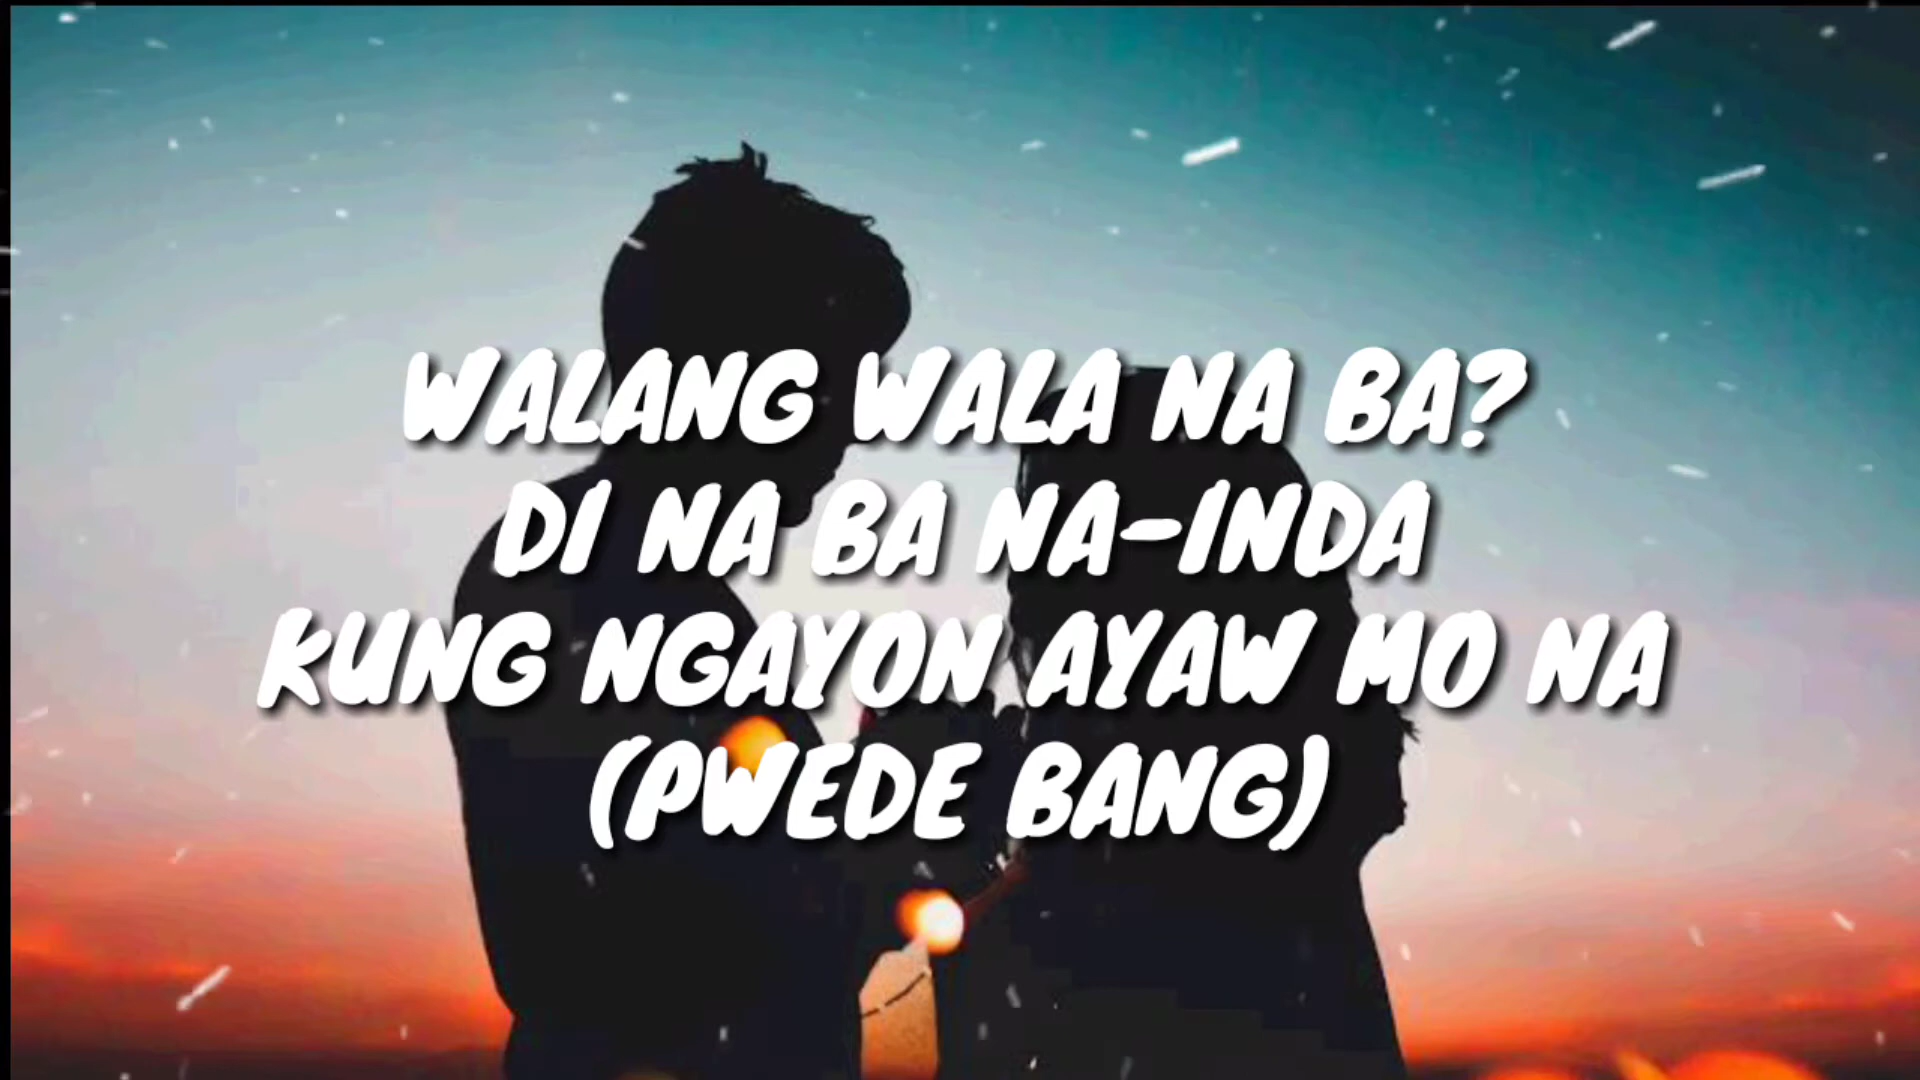 WALANG WALA NA BA?
DI NA BA NA-INDA
KUNG NGAYON AYAW MO NA
(PWEDE BANG)